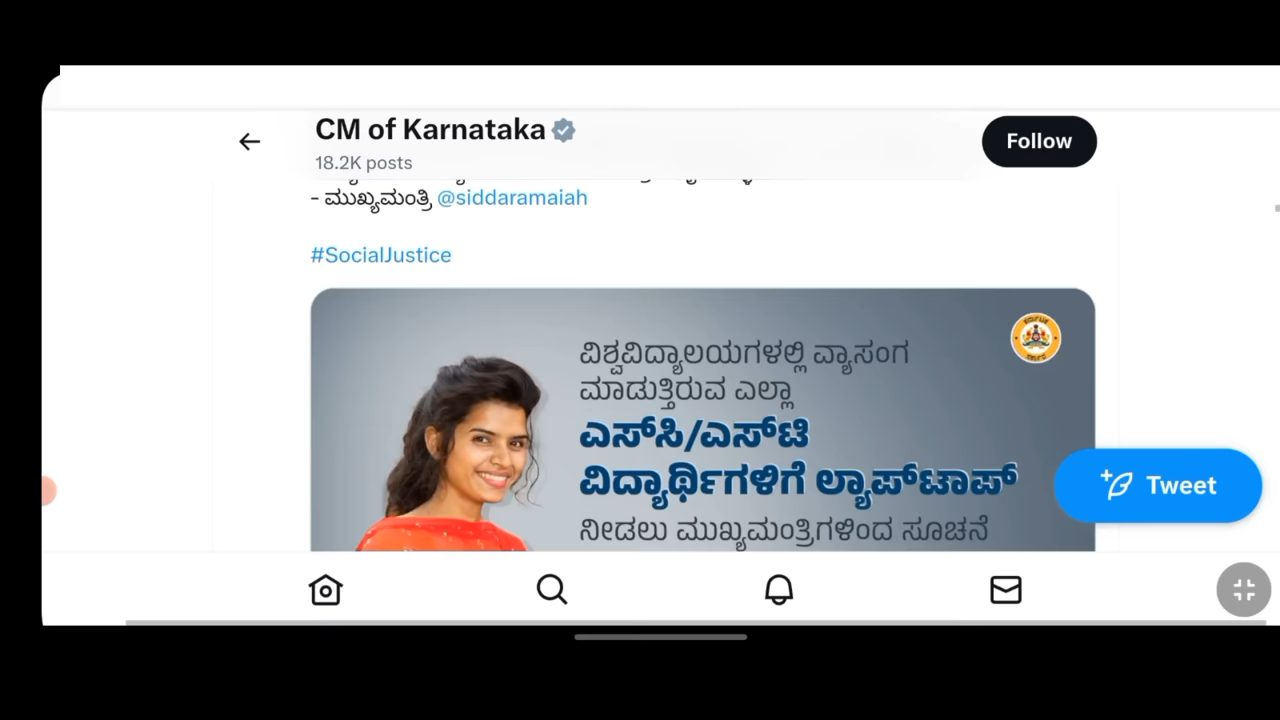 CM of Karnataka
18.2K posts
Follow
- ಮುಖ್ಯಮಂತ್ರಿ @siddaramaiah
#SocialJustice
ವಿಶ್ವವಿದ್ಯಾಲಯಗಳಲ್ಲಿ ವ್ಯಾಸಂಗ
ಮಾಡುತ್ತಿರುವ ಎಲ್ಲಾ
ಎಸ್‌ಸಿ/ಎಸ್‌ಟಿ
ವಿದ್ಯಾರ್ಥಿಗಳಿಗೆ ಲ್ಯಾಪ್‌ಟಾಪ್
ನೀಡಲು ಮುಖ್ಯಮಂತ್ರಿಗಳಿಂದ ಸೂಚನೆ
Tweet